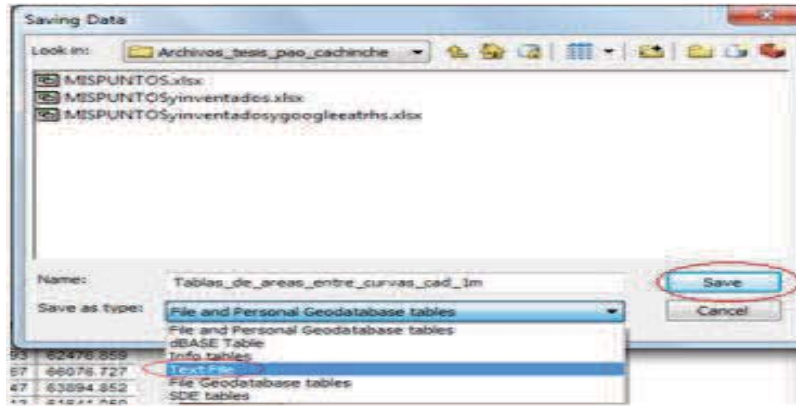 Saving Data
Look in: Archivos_tesis_pao_cachinche
MISPUNTOS.xlsx
MISPUNTOSyinventados.xlsx
MISPUNTOSyinventadosygoogleeatrhs.xlsx
Name: Tablas_de_areas_entre_curvas_cad_1m Save
Save as type: File and Personal Geodatabase tables Cancel
File and Personal Geodatabase tables
dBASE Table
93 62476.859 Info tables
67 66076.727 Text File
47 63894.852 File Geodatabase tables
SDE tables